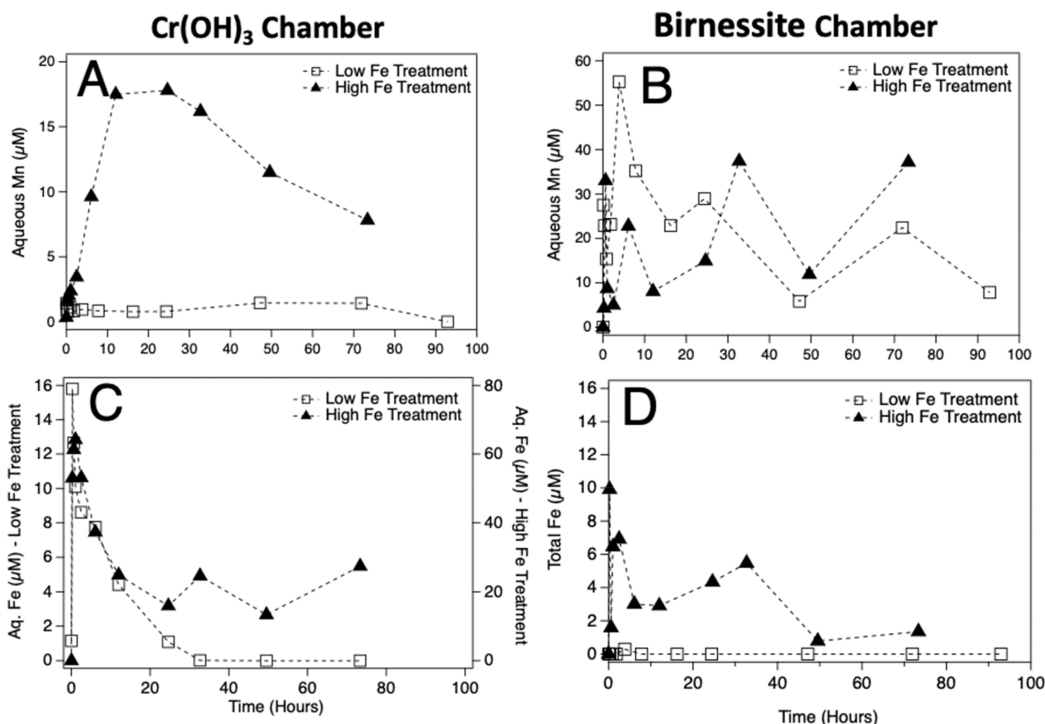 Cr(OH)₃ Chamber
Birnessite Chamber
A
Low Fe Treatment
High Fe Treatment
Aqueous Mn (µM)
20
15
10
5
0
0 10 20 30 40 50 60 70 80 90 100
B
Low Fe Treatment
High Fe Treatment
Aqueous Mn (µM)
60
50
40
30
20
10
0
0 10 20 30 40 50 60 70 80 90 100
C
Low Fe Treatment
High Fe Treatment
Aq. Fe (µM) - Low Fe Treatment
16
14
12
10
8
6
4
2
0
80
60
40
20
0
Aq. Fe (µM) - High Fe Treatment
0 20 40 60 80 100
Time (Hours)
D
Low Fe Treatment
High Fe Treatment
Total Fe (µM)
16
14
12
10
8
6
4
2
0
0 20 40 60 80 100
Time (Hours)